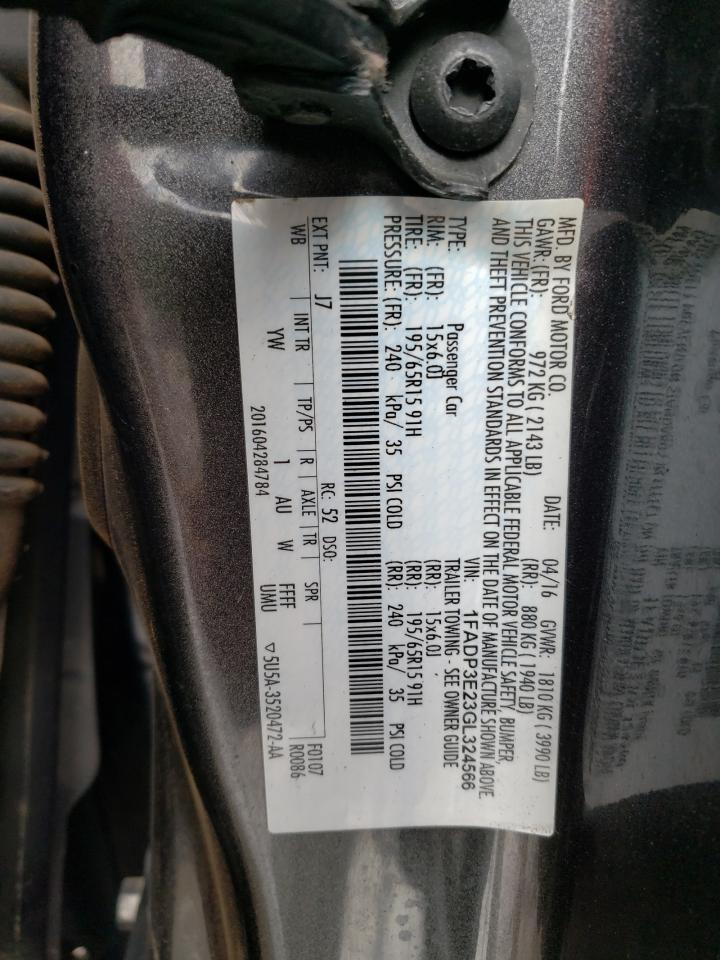 MFD. BY FORD MOTOR CO. DATE: 04/16 GVWR: 1810 KG ( 3990 LB)
GAWR: (FR): 972 KG ( 2143 LB) (RR): 880 KG ( 1940 LB)
THIS VEHICLE CONFORMS TO ALL APPLICABLE FEDERAL MOTOR VEHICLE SAFETY, BUMPER,
AND THEFT PREVENTION STANDARDS IN EFFECT ON THE DATE OF MANUFACTURE SHOWN ABOVE
VIN: 1FADP3E23GL324566
TYPE: Passenger Car TRAILER TOWING - SEE OWNER GUIDE
RIM: (FR): 15x6.0J (RR): 15x6.0J
TIRE: (FR): 195/65R15 91H (RR): 195/65R15 91H
PRESSURE: (FR): 240 kPa/ 35 PSI COLD (RR): 240 kPa/ 35 PSI COLD
RC: 52 DSO: F0107
EXT PNT: J7 R0086
WB INT TR TP/PS R AXLE TR SPR
YW 1 AU W FFFF
UMU
201604284784 ▽5U5A-3520472-AA